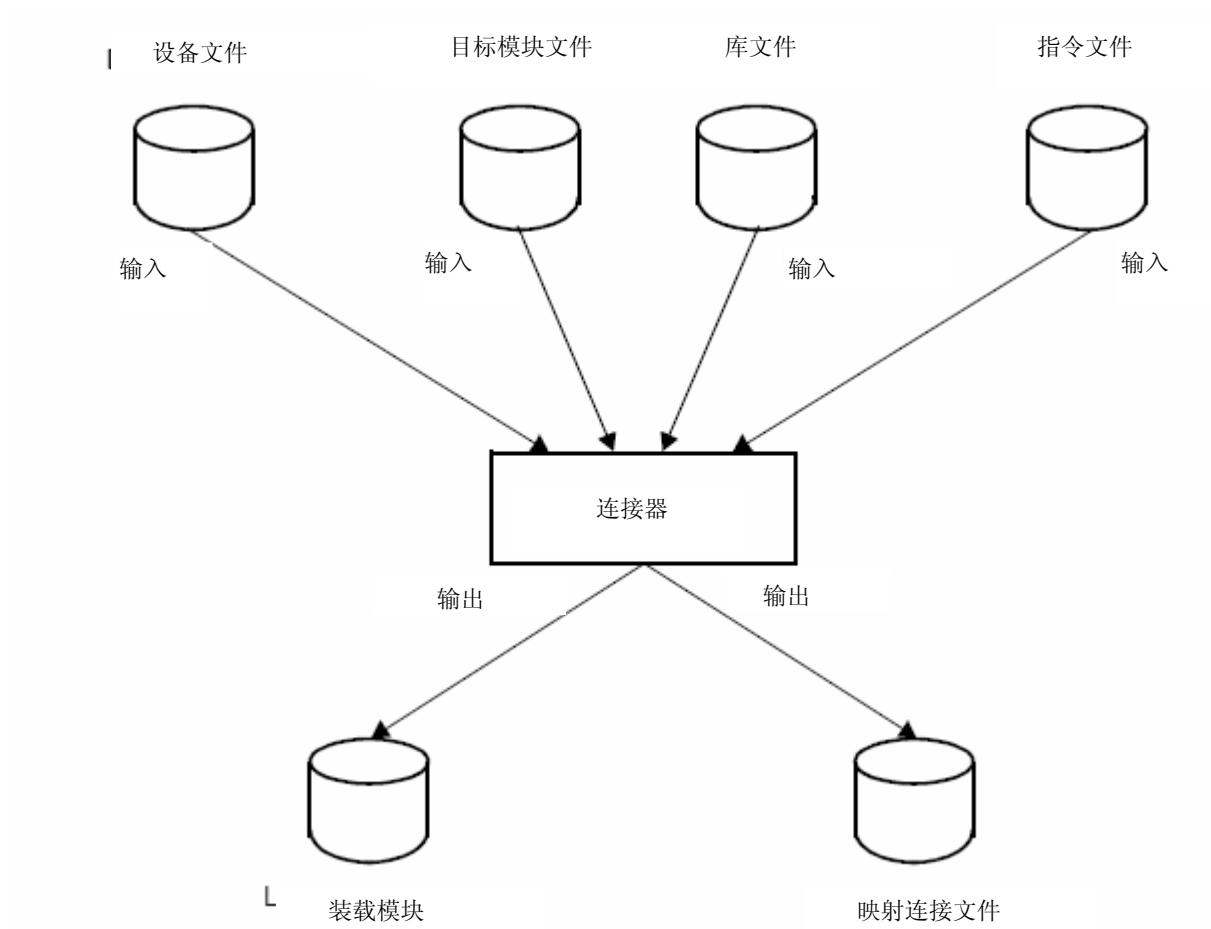 设备文件
目标模块文件
库文件
指令文件
输入
输入
输入
输入
连接器
输出
输出
装载模块
映射连接文件